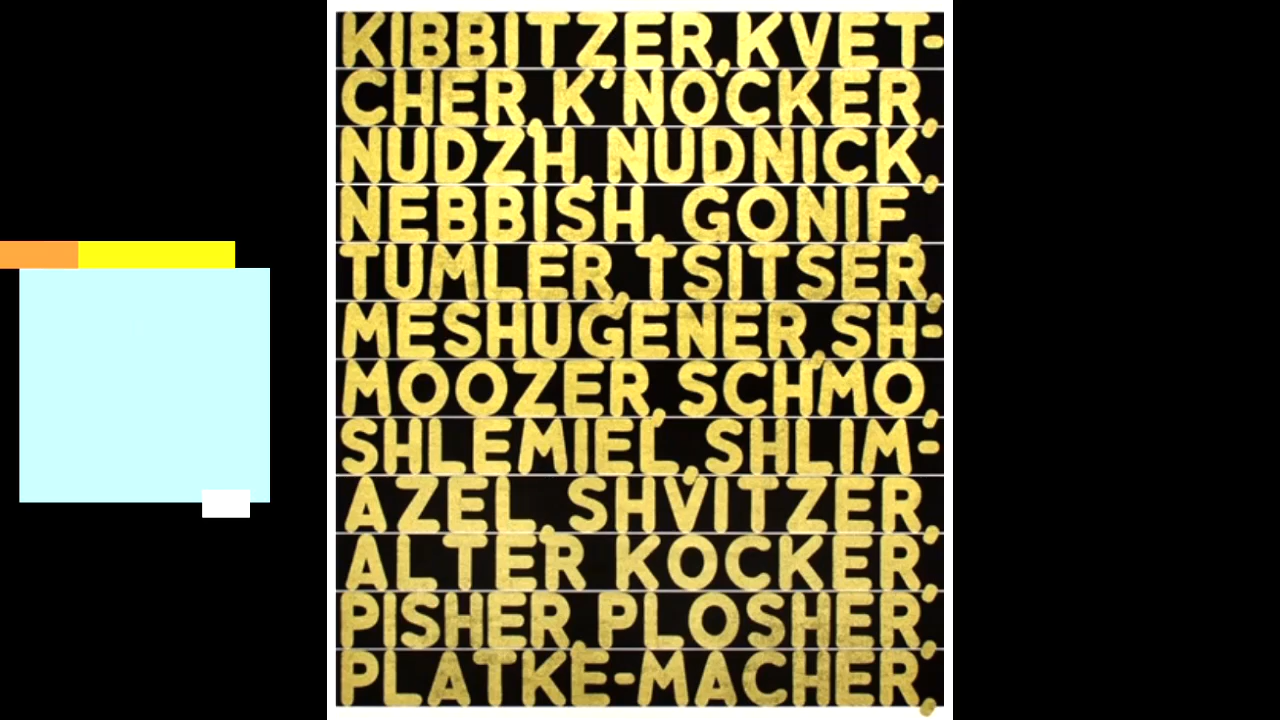 KIBBITZER, KVET-
CHER, K'NOCKER,
NUDZH, NUDNICK,
NEBBISH, GONIF,
TUMLER, TSITSER,
MESHUGENER, SH-
MOOZER, SCHMO,
SHLEMIEL, SHLIM-
AZEL, SHVITZER,
ALTER KOCKER,
PISHER, PLOSHER,
PLATKE-MACHER,